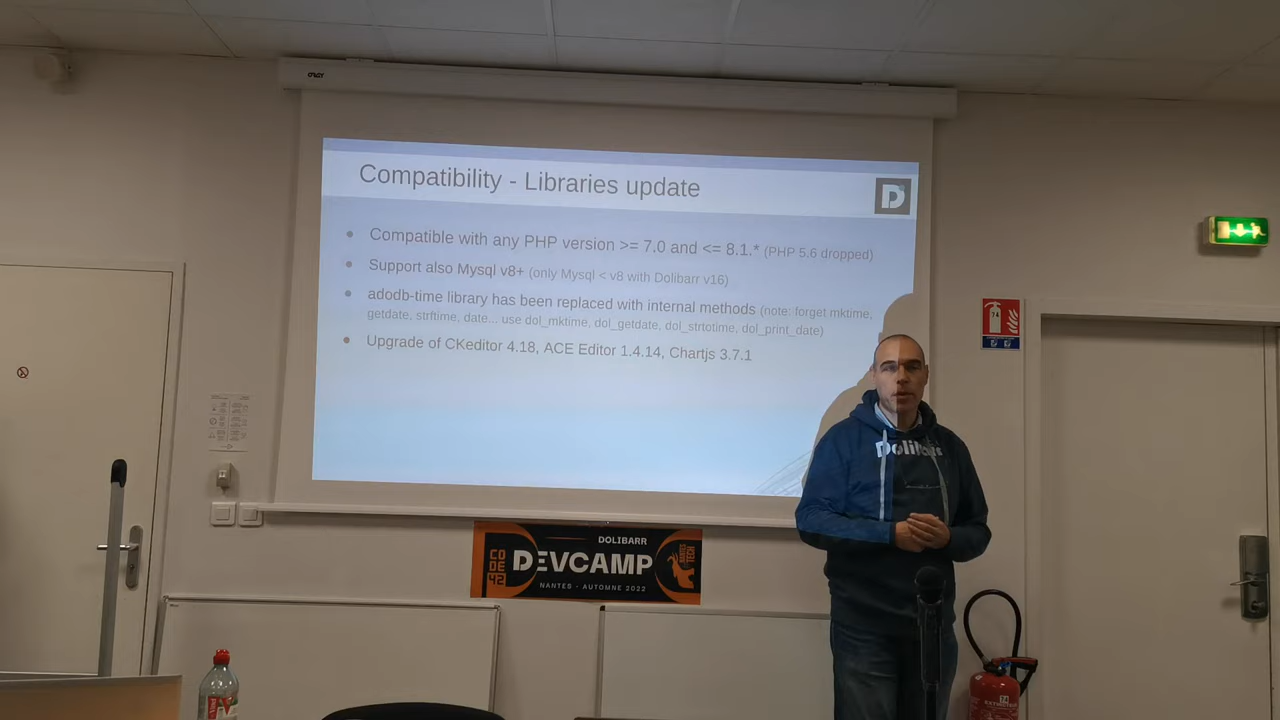 Compatibility - Libraries update
D
Compatible with any PHP version >= 7.0 and <= 8.1.* (PHP 5.6 dropped)
Support also Mysql v8+ (only Mysql < v8 with Dolibarr v16)
adodb-time library has been replaced with internal methods (note: forget mktime,
getdate, strftime, date... use dol_mktime, dol_getdate, dol_strtotime, dol_print_date)
Upgrade of CKeditor 4.18, ACE Editor 1.4.14, Chartjs 3.7.1
DOLIBARR
DEVCAMP
NANTES - AUTOMNE 2022
CO
DE
42